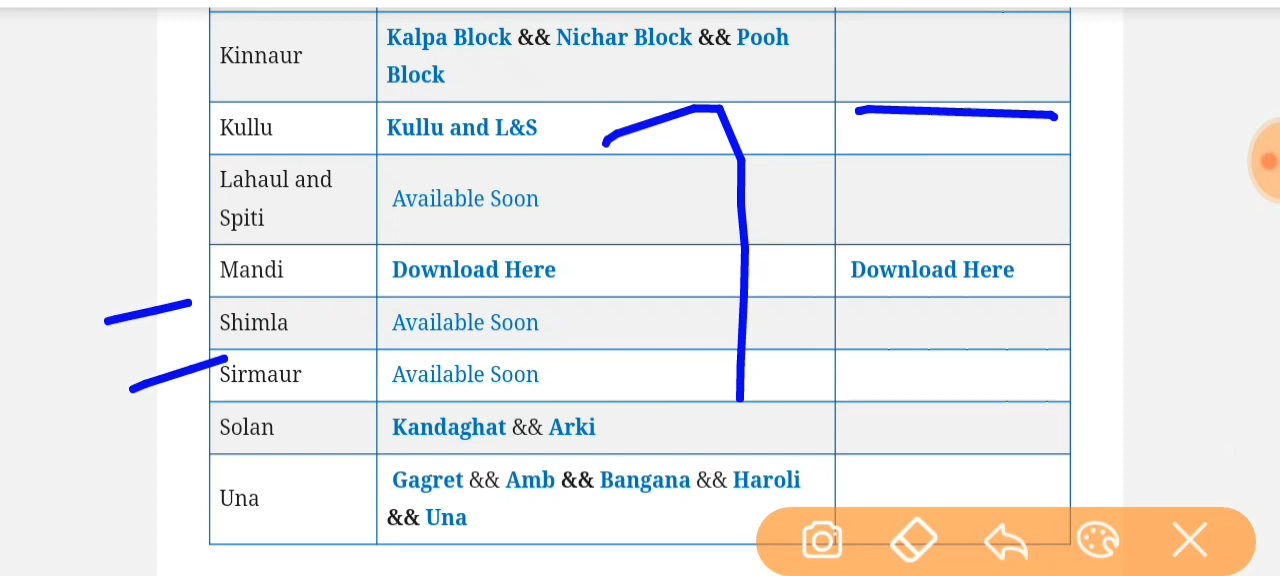 Kinnaur
Kalpa Block && Nichar Block && Pooh
Block
Kullu
Kullu and L&S
Lahaul and
Spiti
Available Soon
Mandi
Download Here
Download Here
Shimla
Available Soon
Sirmaur
Available Soon
Solan
Kandaghat && Arki
Una
Gagret && Amb && Bangana && Haroli
&& Una